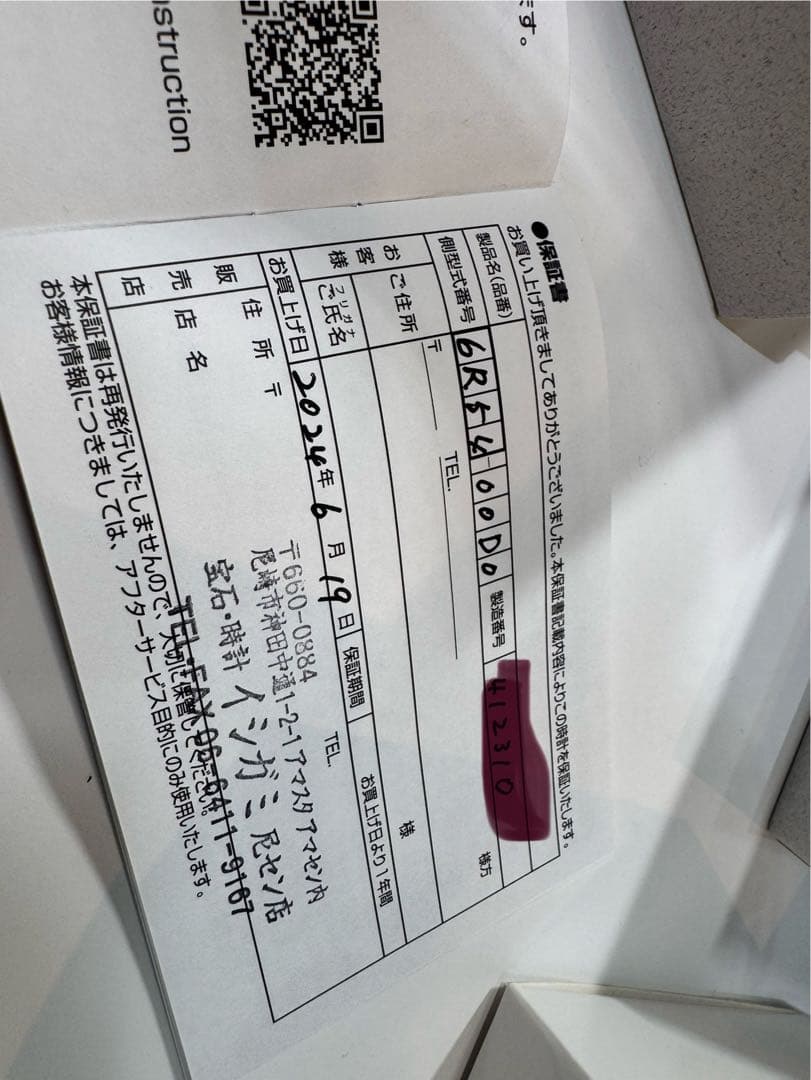 ます。
nstruction
●保証書
お買い上げ頂きましてありがとうございました。本保証書記載内容によりこの時計を保証いたします。
製品名(品番)
側型式番号 6R5400D0 製造番号 412310
お客様 ご住所 〒 TEL. 様方
フリガナ
ご氏名 様
お買上げ日 2024年6月19日 保証期間 お買上げ日より1年間
販売店 住所 〒 TEL.
〒660-0884
尼崎市神田中通1-2-1アマスタアマセン内
店名 宝石・時計 イシガミ 尼セン店
TEL・FAX 06-6411-9167
本保証書は再発行いたしませんので、大切に保管してください。
お客様情報につきましては、アフターサービス目的にのみ使用いたします。